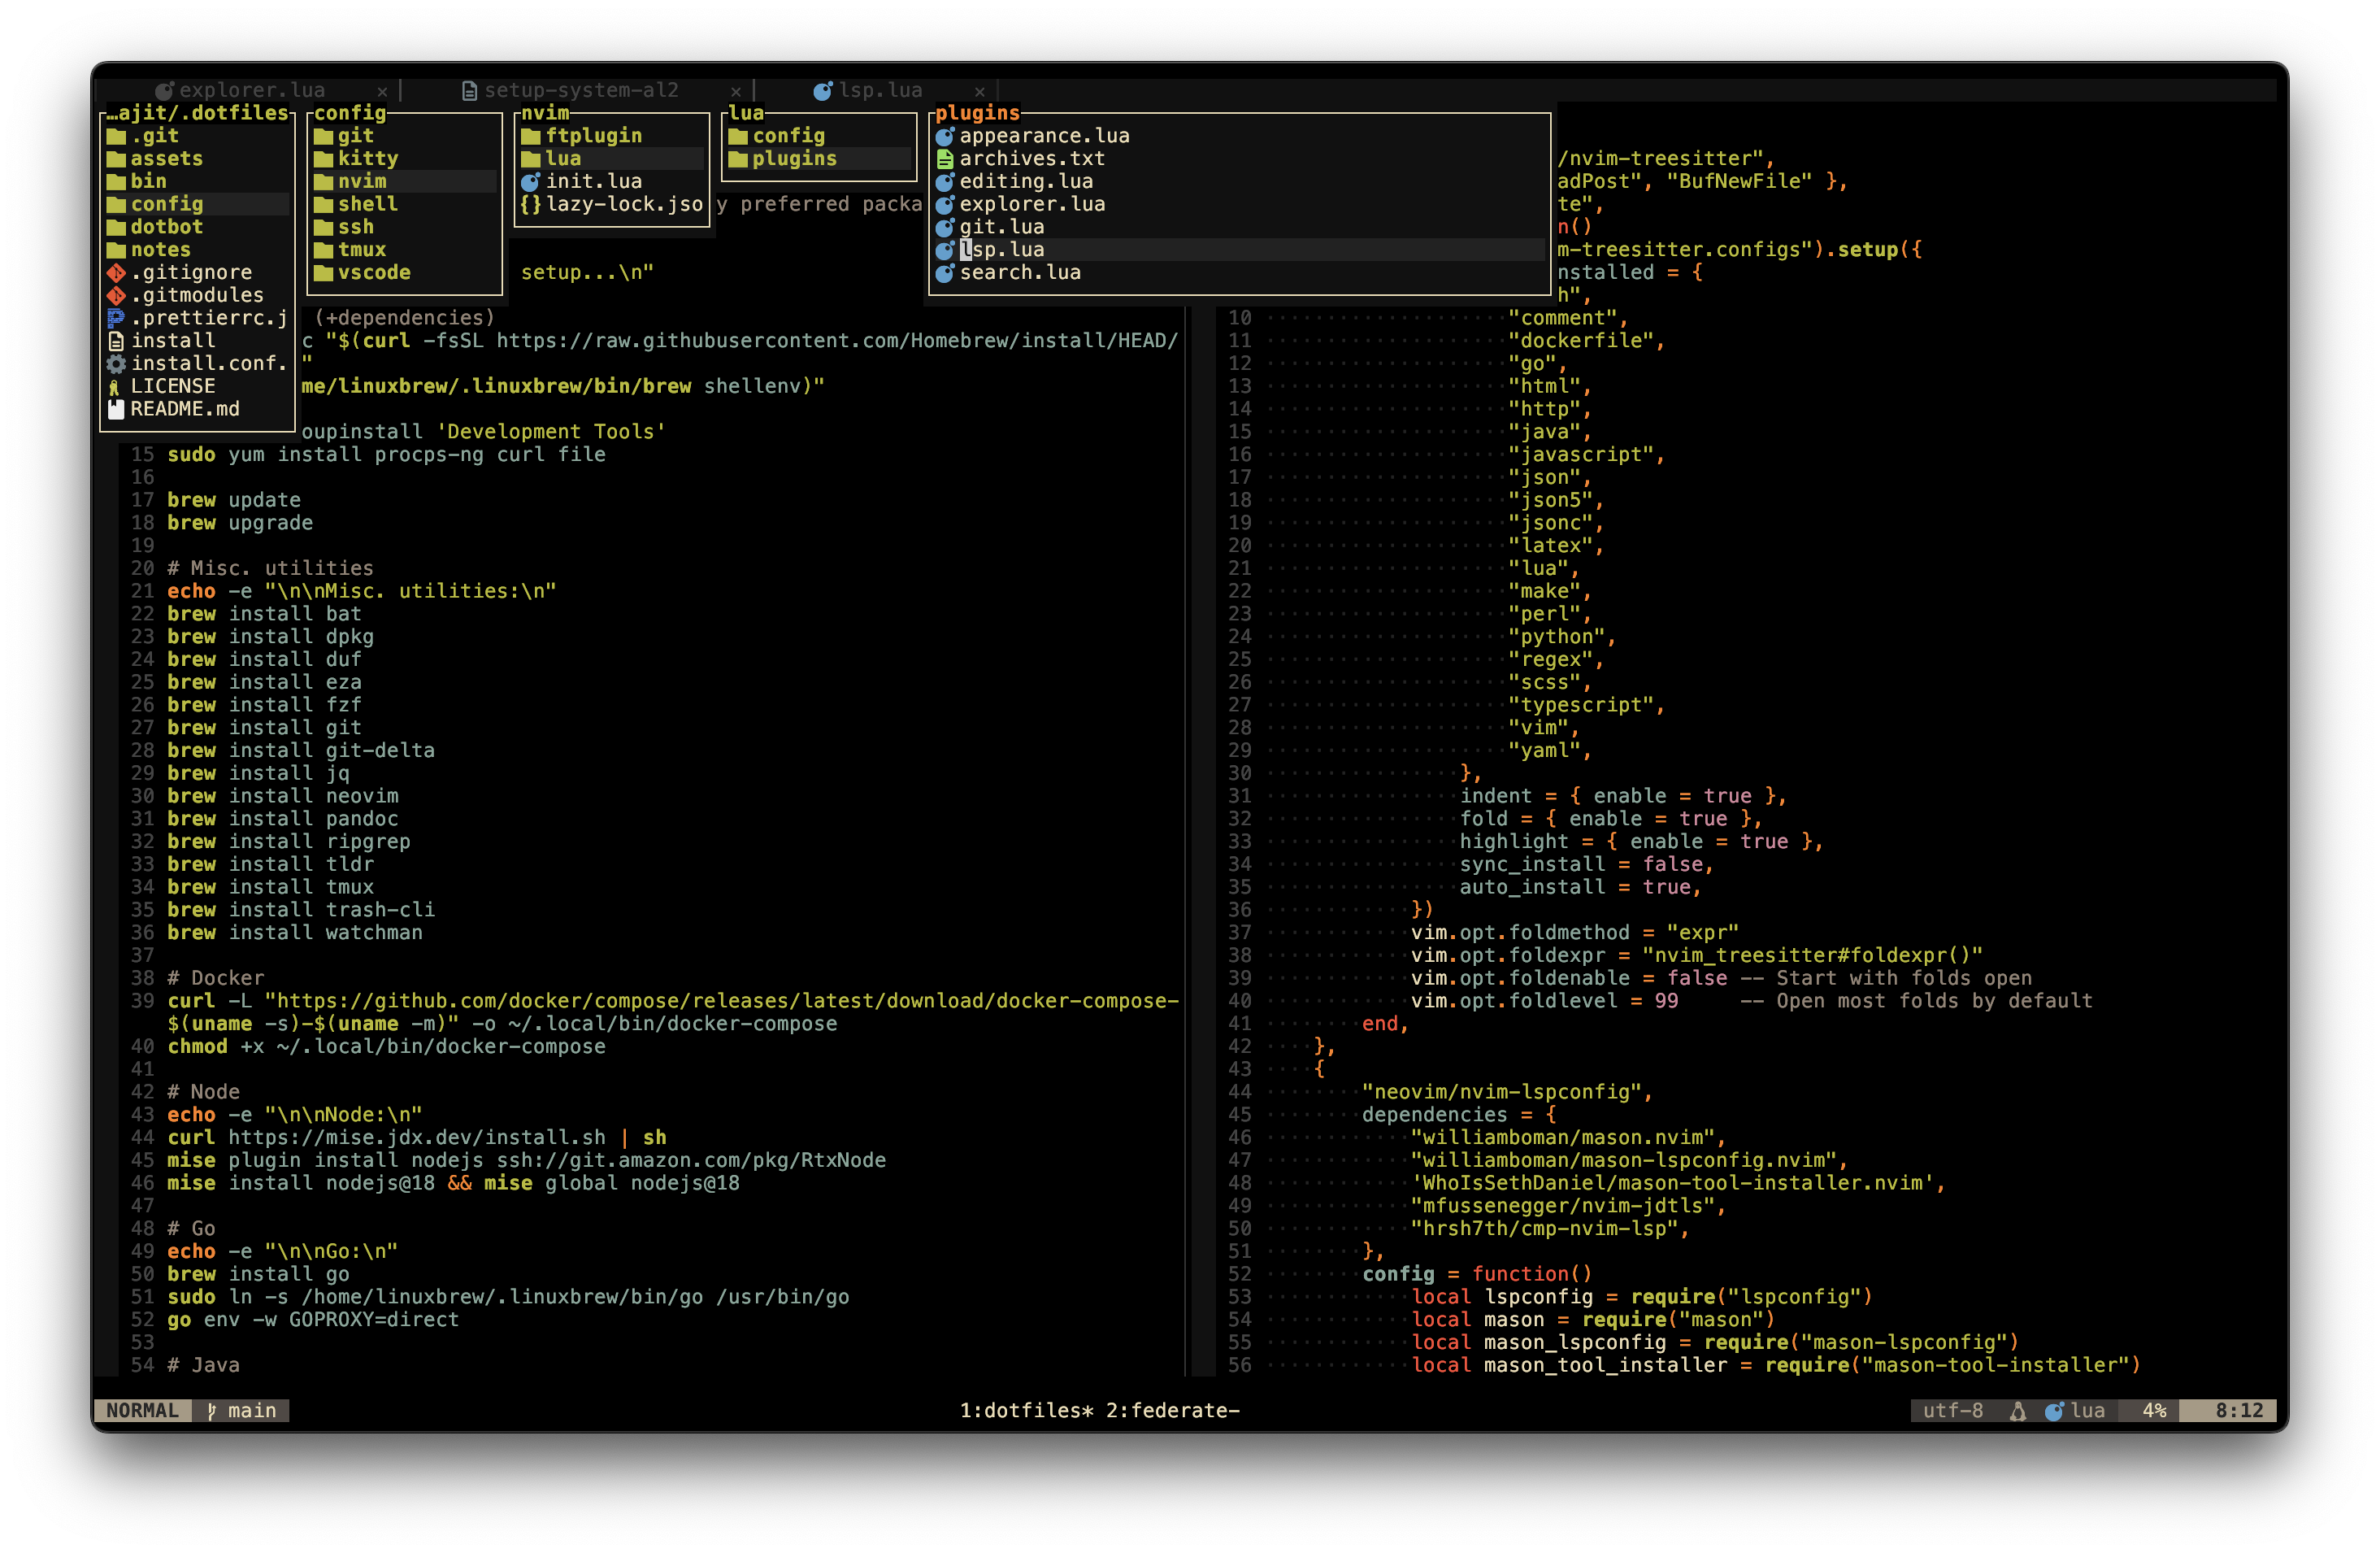 explorer.lua × setup-system-al2 × lsp.lua ×
…ajit/.dotfiles
.git
assets
bin
config
dotbot
notes
.gitignore
.gitmodules
.prettierrc.j
install
install.conf.
LICENSE
README.md
config
git
kitty
nvim
shell
ssh
tmux
vscode
nvim
ftplugin
lua
init.lua
lazy-lock.jso
lua
config
plugins
plugins
appearance.lua
archives.txt
editing.lua
explorer.lua
git.lua
lsp.lua
search.lua
y preferred packa
setup...\n"
(+dependencies)
c "$(curl -fsSL https://raw.githubusercontent.com/Homebrew/install/HEAD/
"
me/linuxbrew/.linuxbrew/bin/brew shellenv)"
oupinstall 'Development Tools'
15 sudo yum install procps-ng curl file
16
17 brew update
18 brew upgrade
19
20 # Misc. utilities
21 echo -e "\n\nMisc. utilities:\n"
22 brew install bat
23 brew install dpkg
24 brew install duf
25 brew install eza
26 brew install fzf
27 brew install git
28 brew install git-delta
29 brew install jq
30 brew install neovim
31 brew install pandoc
32 brew install ripgrep
33 brew install tldr
34 brew install tmux
35 brew install trash-cli
36 brew install watchman
37
38 # Docker
39 curl -L "https://github.com/docker/compose/releases/latest/download/docker-compose-
$(uname -s)-$(uname -m)" -o ~/.local/bin/docker-compose
40 chmod +x ~/.local/bin/docker-compose
41
42 # Node
43 echo -e "\n\nNode:\n"
44 curl https://mise.jdx.dev/install.sh | sh
45 mise plugin install nodejs ssh://git.amazon.com/pkg/RtxNode
46 mise install nodejs@18 && mise global nodejs@18
47
48 # Go
49 echo -e "\n\nGo:\n"
50 brew install go
51 sudo ln -s /home/linuxbrew/.linuxbrew/bin/go /usr/bin/go
52 go env -w GOPROXY=direct
53
54 # Java
/nvim-treesitter",
adPost", "BufNewFile" },
te",
n()
m-treesitter.configs").setup({
nstalled = {
h",
10 "comment",
11 "dockerfile",
12 "go",
13 "html",
14 "http",
15 "java",
16 "javascript",
17 "json",
18 "json5",
19 "jsonc",
20 "latex",
21 "lua",
22 "make",
23 "perl",
24 "python",
25 "regex",
26 "scss",
27 "typescript",
28 "vim",
29 "yaml",
30 },
31 indent = { enable = true },
32 fold = { enable = true },
33 highlight = { enable = true },
34 sync_install = false,
35 auto_install = true,
36 })
37 vim.opt.foldmethod = "expr"
38 vim.opt.foldexpr = "nvim_treesitter#foldexpr()"
39 vim.opt.foldenable = false -- Start with folds open
40 vim.opt.foldlevel = 99 -- Open most folds by default
41 end,
42 },
43 {
44 "neovim/nvim-lspconfig",
45 dependencies = {
46 "williamboman/mason.nvim",
47 "williamboman/mason-lspconfig.nvim",
48 'WhoIsSethDaniel/mason-tool-installer.nvim',
49 "mfussenegger/nvim-jdtls",
50 "hrsh7th/cmp-nvim-lsp",
51 },
52 config = function()
53 local lspconfig = require("lspconfig")
54 local mason = require("mason")
55 local mason_lspconfig = require("mason-lspconfig")
56 local mason_tool_installer = require("mason-tool-installer")
NORMAL main 1:dotfiles* 2:federate- utf-8 lua 4% 8:12